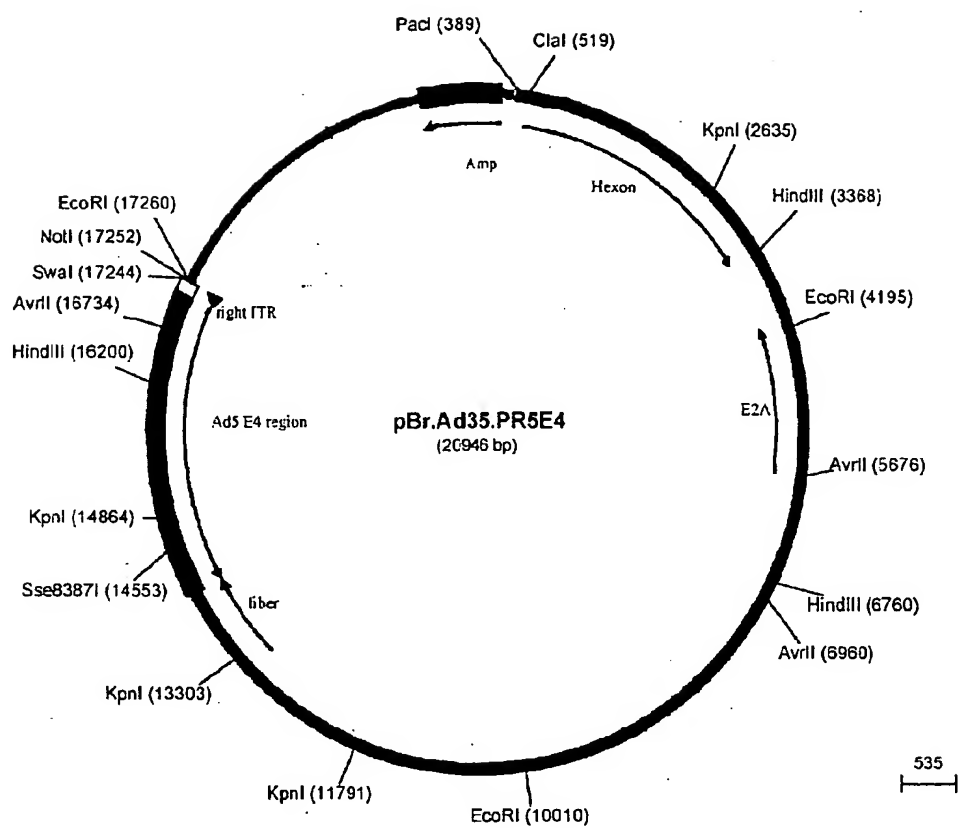 PacI (389)
ClaI (519)
KpnI (2635)
HindIII (3368)
EcoRI (4195)
AvrII (5676)
HindIII (6760)
AvrII (6960)
EcoRI (10010)
KpnI (11791)
KpnI (13303)
Sse8387I (14553)
KpnI (14864)
HindIII (16200)
AvrII (16734)
SwaI (17244)
NotI (17252)
EcoRI (17260)
Amp
Hexon
E2A
fiber
Ad5 E4 region
right ITR
pBr.Ad35.PR5E4
(20946 bp)
535